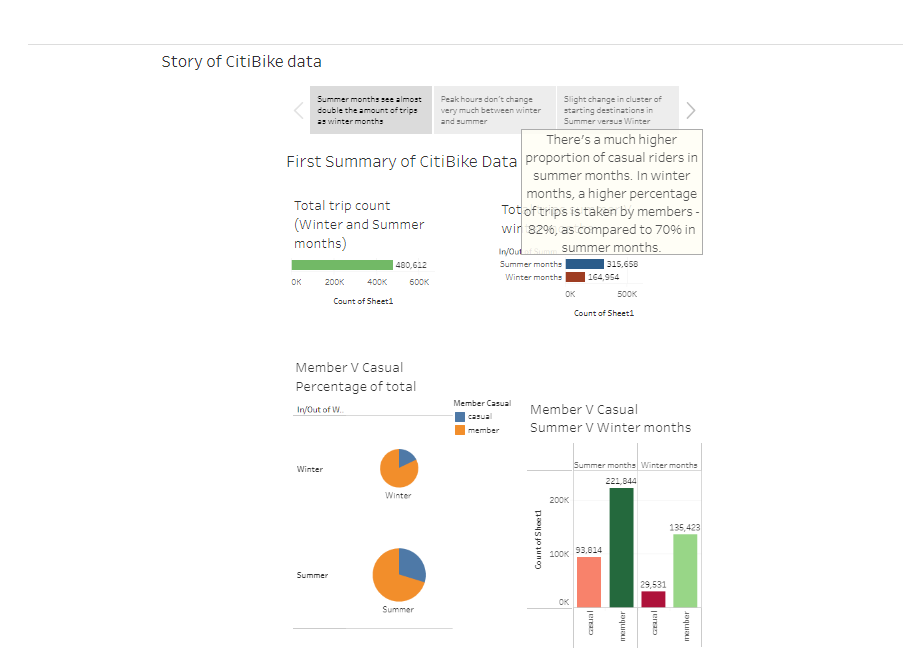 Story of CitiBike data
Summer months see almost
double the amount of trips
as winter months
Peak hours don't change
very much between winter
and summer
Slight change in cluster of
starting destinations in
Summer versus Winter
First Summary of CitiBike Data
There's a much higher
proportion of casual riders in
summer months. In winter
months, a higher percentage
of trips is taken by members -
82%, as compared to 70% in
summer months.
Total trip count
(Winter and Summer
months)
480,612
0K 200K 400K 600K
Count of Sheet1
Summer months 315,658
Winter months 164,954
0K 500K
Count of Sheet1
Member V Casual
Percentage of total
In/Out of W..
Winter
Winter
Summer
Summer
Member Casual
casual
member
Member V Casual
Summer V Winter months
Summer months Winter months
Count of Sheet1
200K
100K
0K
93,814
221,844
29,531
135,423
casual
member
casual
member